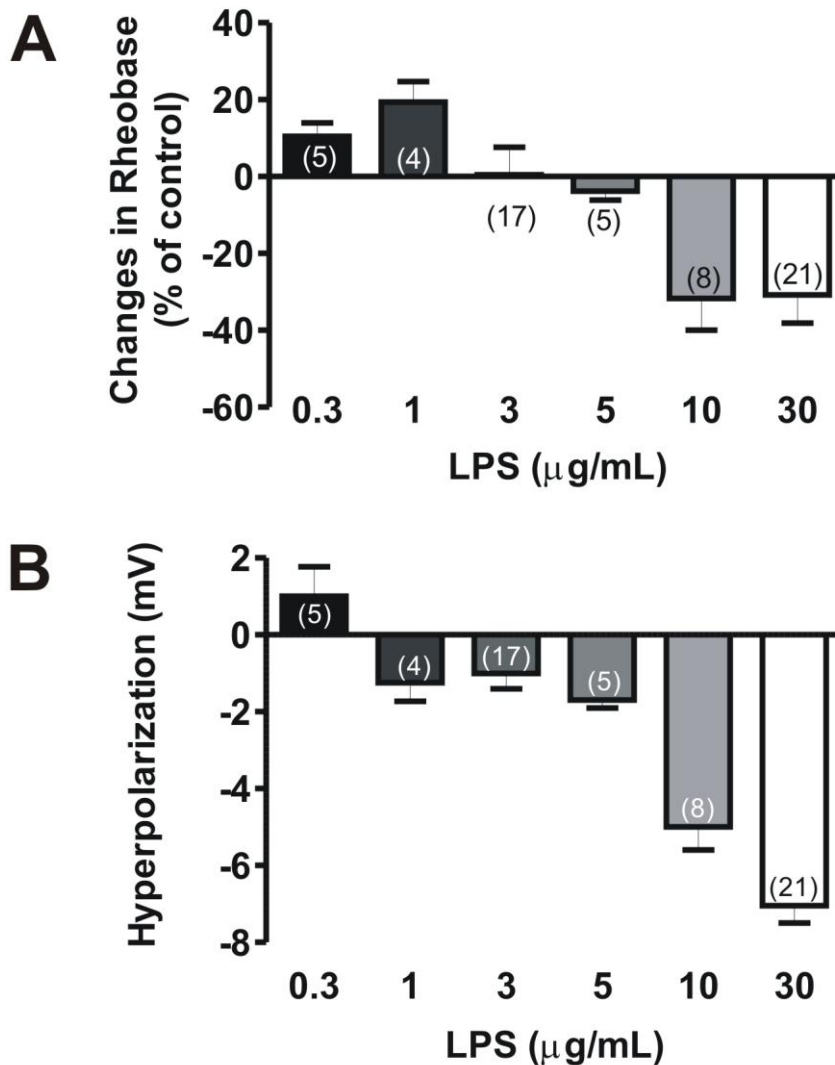 A
Changes in Rheobase
(% of control)
40
20
0
-20
-40
-60
(5)
(4)
(17)
(5)
(8)
(21)
0.3 1 3 5 10 30
LPS (μg/mL)
B
Hyperpolarization (mV)
2
0
-2
-4
-6
-8
(5)
(4)
(17)
(5)
(8)
(21)
0.3 1 3 5 10 30
LPS (μg/mL)